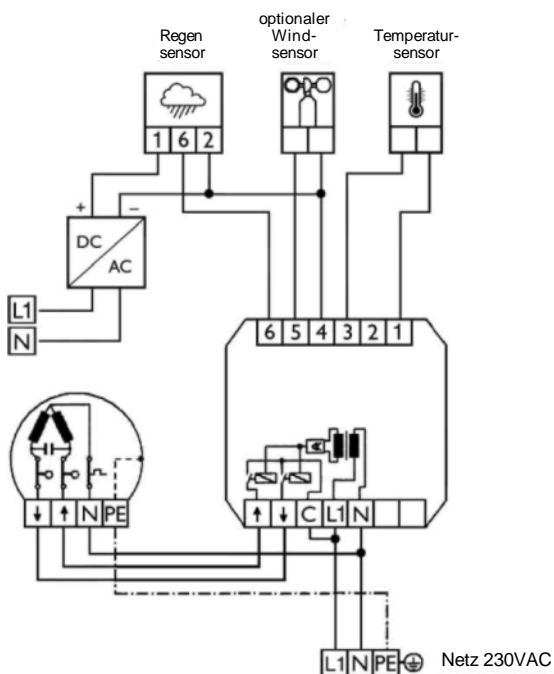 Regen
sensor
optionaler
Wind-
sensor
Temperatur-
sensor
1 6 2
+ −
DC
AC
L1
N
6 5 4 3 2 1
↓ ↑ N PE
↑ ↓ C L1 N
A
L1 N PE
Netz 230VAC